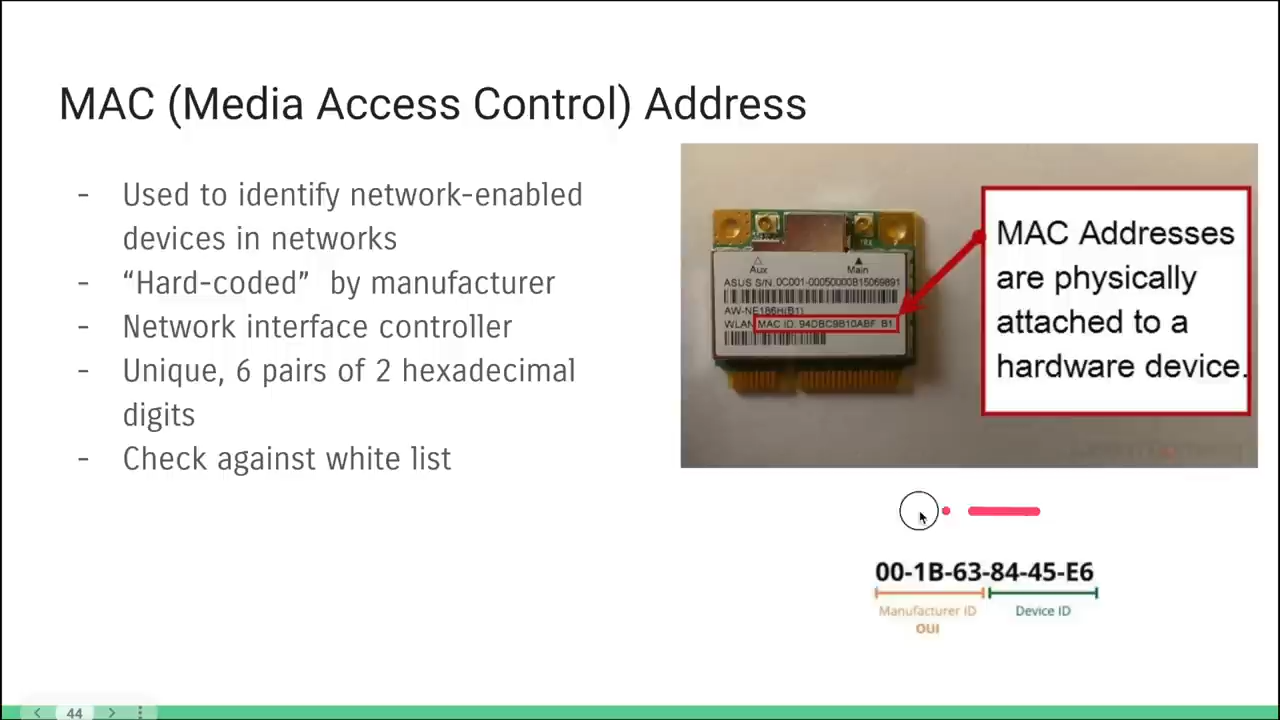 MAC (Media Access Control) Address
- Used to identify network-enabled
devices in networks
- “Hard-coded” by manufacturer
- Network interface controller
- Unique, 6 pairs of 2 hexadecimal
digits
- Check against white list
Aux
Main
ASUS S/N:0C001-00050000B15069891
AW-NE186H(B1)
WLAN MAC ID: 94DBC9B10ABF B1
MAC Addresses
are physically
attached to a
hardware device.
00-1B-63-84-45-E6
Manufacturer ID
Device ID
OUI
44